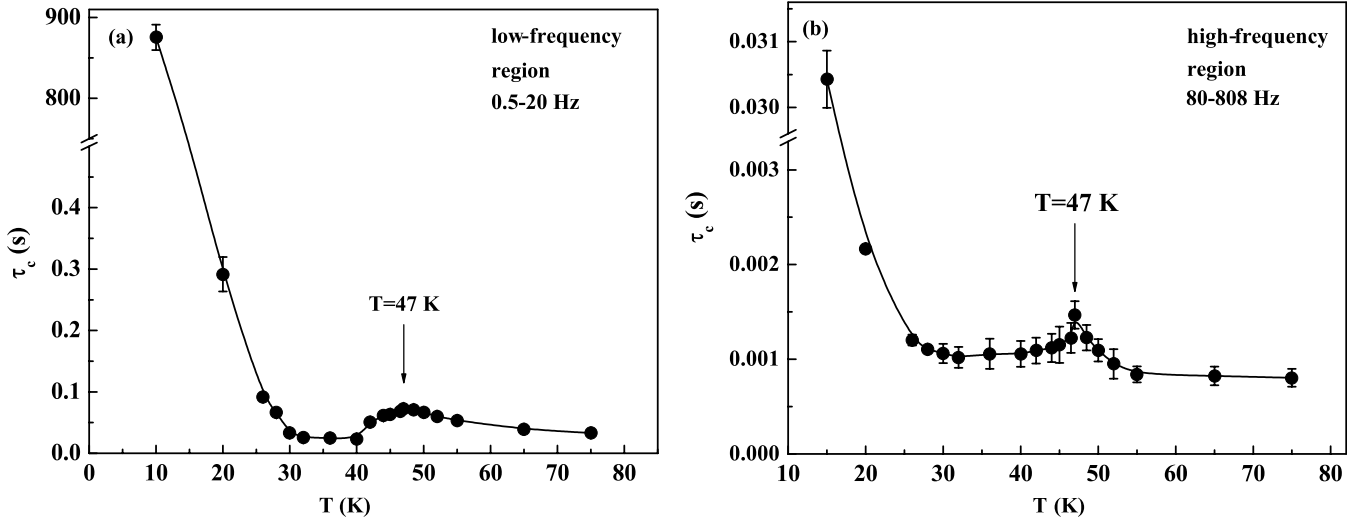 (a)
low-frequency
region
0.5-20 Hz
900
800
0.4
0.3
0.2
0.1
0.0
τc (s)
T=47 K
0 10 20 30 40 50 60 70 80
T (K)
(b)
high-frequency
region
80-808 Hz
0.031
0.030
0.003
0.002
0.001
0.000
τc (s)
T=47 K
10 20 30 40 50 60 70 80
T (K)